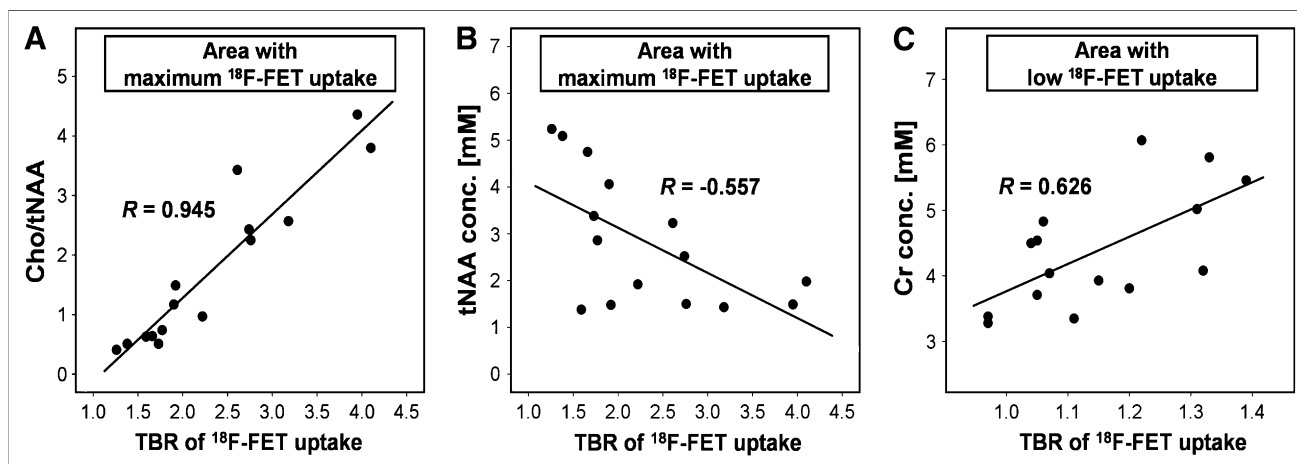 A
Area with
maximum ¹⁸F-FET uptake
Cho/tNAA
5
4
3
2
1
0
R = 0.945
1.0 1.5 2.0 2.5 3.0 3.5 4.0 4.5
TBR of ¹⁸F-FET uptake
B
Area with
maximum ¹⁸F-FET uptake
tNAA conc. [mM]
7
6
5
4
3
2
1
0
R = -0.557
1.0 1.5 2.0 2.5 3.0 3.5 4.0 4.5
TBR of ¹⁸F-FET uptake
C
Area with
low ¹⁸F-FET uptake
Cr conc. [mM]
7
6
5
4
3
R = 0.626
1.0 1.1 1.2 1.3 1.4
TBR of ¹⁸F-FET uptake